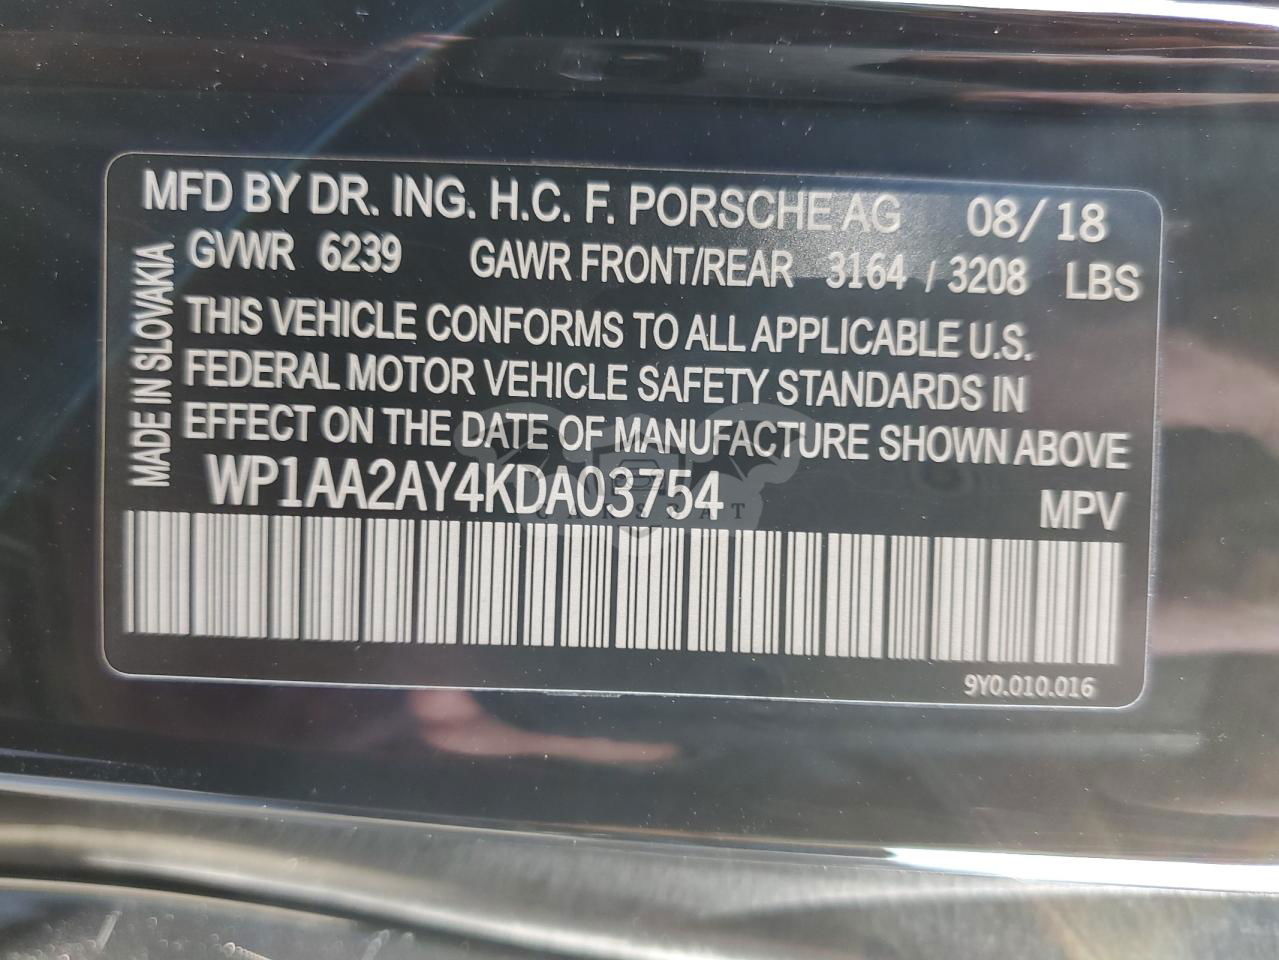 MFD BY DR. ING. H.C. F. PORSCHE AG 08/ 18
GVWR 6239 GAWR FRONT/REAR 3164 / 3208 LBS
THIS VEHICLE CONFORMS TO ALL APPLICABLE U.S.
FEDERAL MOTOR VEHICLE SAFETY STANDARDS IN
EFFECT ON THE DATE OF MANUFACTURE SHOWN ABOVE
MADE IN SLOVAKIA
WP1AA2AY4KDA03754 MPV
9Y0.010.016